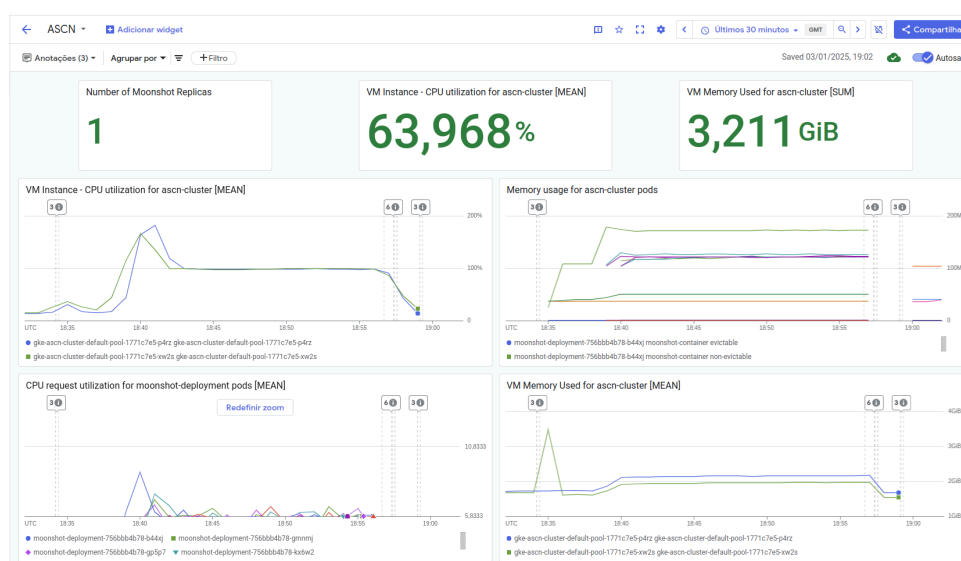 ASCN
Adicionar widget
Últimos 30 minutos
GMT
Compartilha
Anotações (3)
Agrupar por
Filtro
Saved 03/01/2025, 19:02
Autosa
Number of Moonshot Replicas
1
VM Instance - CPU utilization for ascn-cluster [MEAN]
63,968 %
VM Memory Used for ascn-cluster [SUM]
3,211 GiB
VM Instance - CPU utilization for ascn-cluster [MEAN]
3
6
3
200%
100%
0
UTC 18:35 18:40 18:45 18:50 18:55 19:00
gke-ascn-cluster-default-pool-1771c7e5-p4rz gke-ascn-cluster-default-pool-1771c7e5-p4rz
gke-ascn-cluster-default-pool-1771c7e5-xw2s gke-ascn-cluster-default-pool-1771c7e5-xw2s
Memory usage for ascn-cluster pods
3
6
3
200M
100M
0
UTC 18:35 18:40 18:45 18:50 18:55 19:00
moonshot-deployment-756bbb4b78-b44xj moonshot-container evictable
moonshot-deployment-756bbb4b78-b44xj moonshot-container non-evictable
CPU request utilization for moonshot-deployment pods [MEAN]
3
6
3
Redefinir zoom
10,8333
5,8333
UTC 18:35 18:40 18:45 18:50 18:55 19:00
moonshot-deployment-756bbb4b78-b44xj moonshot-deployment-756bbb4b78-gmnmj
moonshot-deployment-756bbb4b78-gp5p7 moonshot-deployment-756bbb4b78-kx6w2
VM Memory Used for ascn-cluster [MEAN]
3
6
3
4GiB
3GiB
2GiB
1GiB
UTC 18:35 18:40 18:45 18:50 18:55 19:00
gke-ascn-cluster-default-pool-1771c7e5-p4rz gke-ascn-cluster-default-pool-1771c7e5-p4rz
gke-ascn-cluster-default-pool-1771c7e5-xw2s gke-ascn-cluster-default-pool-1771c7e5-xw2s